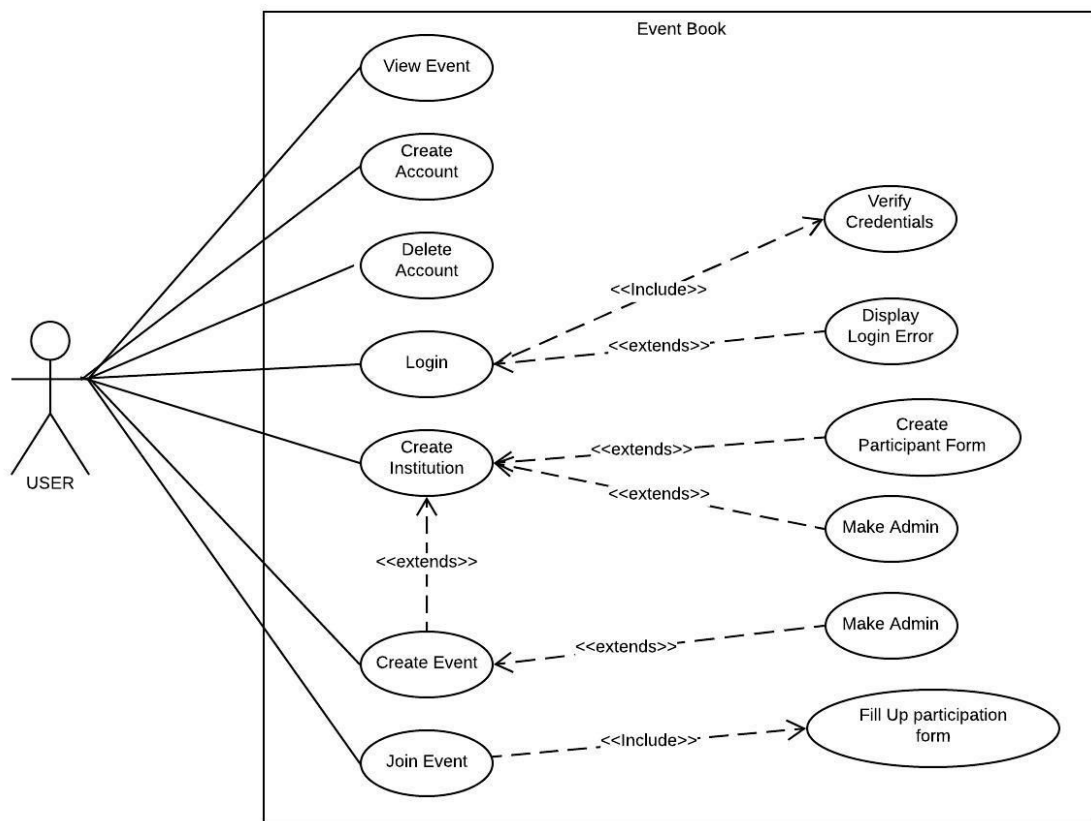 Event Book
View Event
Create
Account
Verify
Credentials
Delete
Account
<<Include>>
Display
Login Error
<<extends>>
Login
Create
Participant Form
<<extends>>
Create
Institution
<<extends>>
USER
Make Admin
<<extends>>
Make Admin
<<extends>>
Create Event
Fill Up participation
form
<<Include>>
Join Event